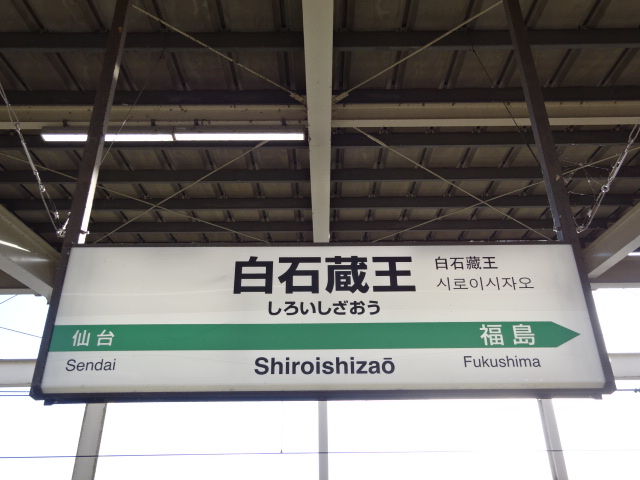 白石蔵王
白石藏王
시로이시자오
しろいしざおう
仙台
福島
Sendai
Shiroishizaō
Fukushima